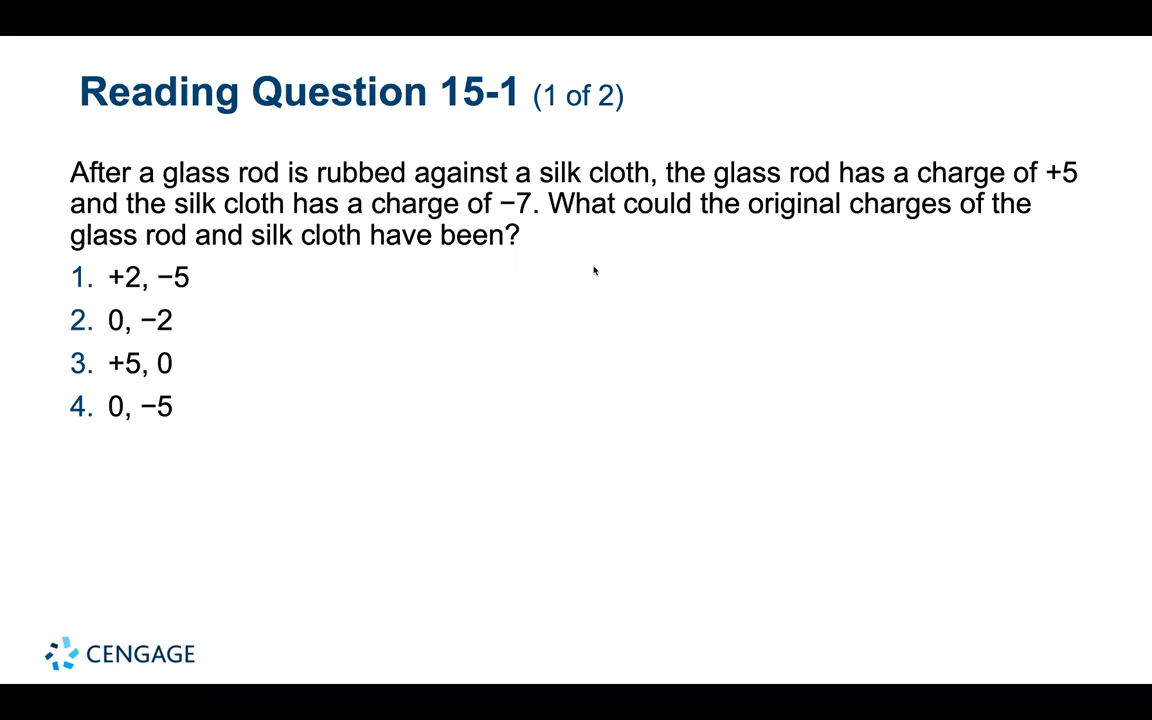 Reading Question 15-1 (1 of 2)
After a glass rod is rubbed against a silk cloth, the glass rod has a charge of +5
and the silk cloth has a charge of −7. What could the original charges of the
glass rod and silk cloth have been?
1. +2, −5
2. 0, −2
3. +5, 0
4. 0, −5
CENGAGE